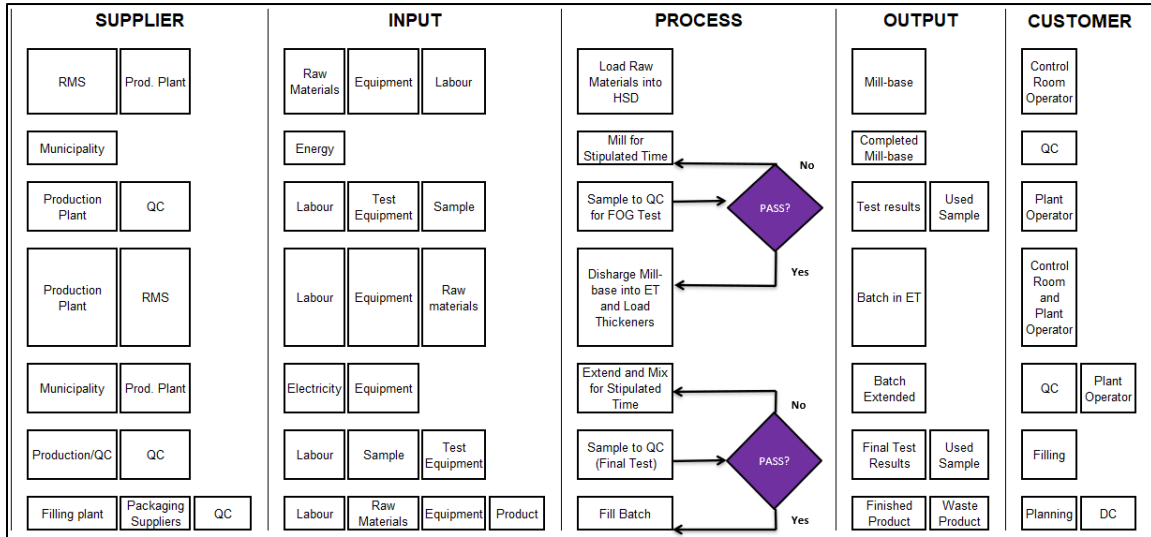 SUPPLIER INPUT PROCESS OUTPUT CUSTOMER
RMS
Prod. Plant
Raw
Materials
Equipment
Labour
Load Raw
Materials into
HSD
Mill-base
Control
Room
Operator
Municipality
Energy
Mill for
Stipulated Time
No
Completed
Mill-base
QC
Production
Plant
QC
Labour
Test
Equipment
Sample
Sample to QC
for FOG Test
PASS?
Test results
Used
Sample
Plant
Operator
Yes
Production
Plant
RMS
Labour
Equipment
Raw
materials
Disharge Mill-
base into ET
and Load
Thickeners
Batch in ET
Control
Room
and
Plant
Operator
Municipality
Prod. Plant
Electricity
Equipment
Extend and Mix
for Stipulated
Time
No
Batch
Extended
QC
Plant
Operator
Production/QC
QC
Labour
Sample
Test
Equipment
Sample to QC
(Final Test)
PASS?
Final Test
Results
Used
Sample
Filling
Filling plant
Packaging
Suppliers
QC
Labour
Raw
Materials
Equipment
Product
Fill Batch
Yes
Finished
Product
Waste
Product
Planning
DC